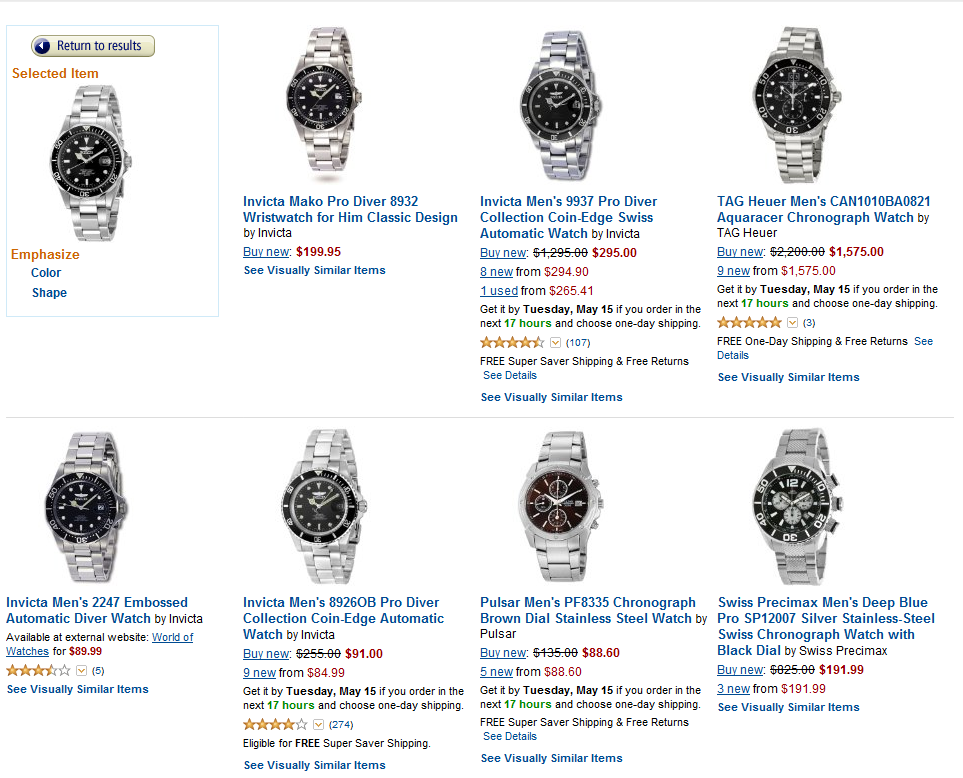 Return to results
Selected Item
Emphasize
Color
Shape
Invicta Mako Pro Diver 8932
Wristwatch for Him Classic Design
by Invicta
Buy new: $199.95
See Visually Similar Items
Invicta Men's 9937 Pro Diver
Collection Coin-Edge Swiss
Automatic Watch by Invicta
Buy new: $1,295.00 $295.00
8 new from $294.90
1 used from $265.41
Get it by Tuesday, May 15 if you order in the
next 17 hours and choose one-day shipping.
(107)
FREE Super Saver Shipping & Free Returns
See Details
See Visually Similar Items
TAG Heuer Men's CAN1010BA0821
Aquaracer Chronograph Watch by
TAG Heuer
Buy new: $2,200.00 $1,575.00
9 new from $1,575.00
Get it by Tuesday, May 15 if you order in the
next 17 hours and choose one-day shipping.
(3)
FREE One-Day Shipping & Free Returns See
Details
See Visually Similar Items
Invicta Men's 2247 Embossed
Automatic Diver Watch by Invicta
Available at external website: World of
Watches for $89.99
(5)
See Visually Similar Items
Invicta Men's 8926OB Pro Diver
Collection Coin-Edge Automatic
Watch by Invicta
Buy new: $255.00 $91.00
9 new from $84.99
Get it by Tuesday, May 15 if you order in the
next 17 hours and choose one-day shipping.
(274)
Eligible for FREE Super Saver Shipping.
See Visually Similar Items
Pulsar Men's PF8335 Chronograph
Brown Dial Stainless Steel Watch by
Pulsar
Buy new: $135.00 $88.60
5 new from $88.60
Get it by Tuesday, May 15 if you order in the
next 17 hours and choose one-day shipping.
FREE Super Saver Shipping & Free Returns
See Details
See Visually Similar Items
Swiss Precimax Men's Deep Blue
Pro SP12007 Silver Stainless-Steel
Swiss Chronograph Watch with
Black Dial by Swiss Precimax
Buy new: $825.00 $191.99
3 new from $191.99
See Visually Similar Items